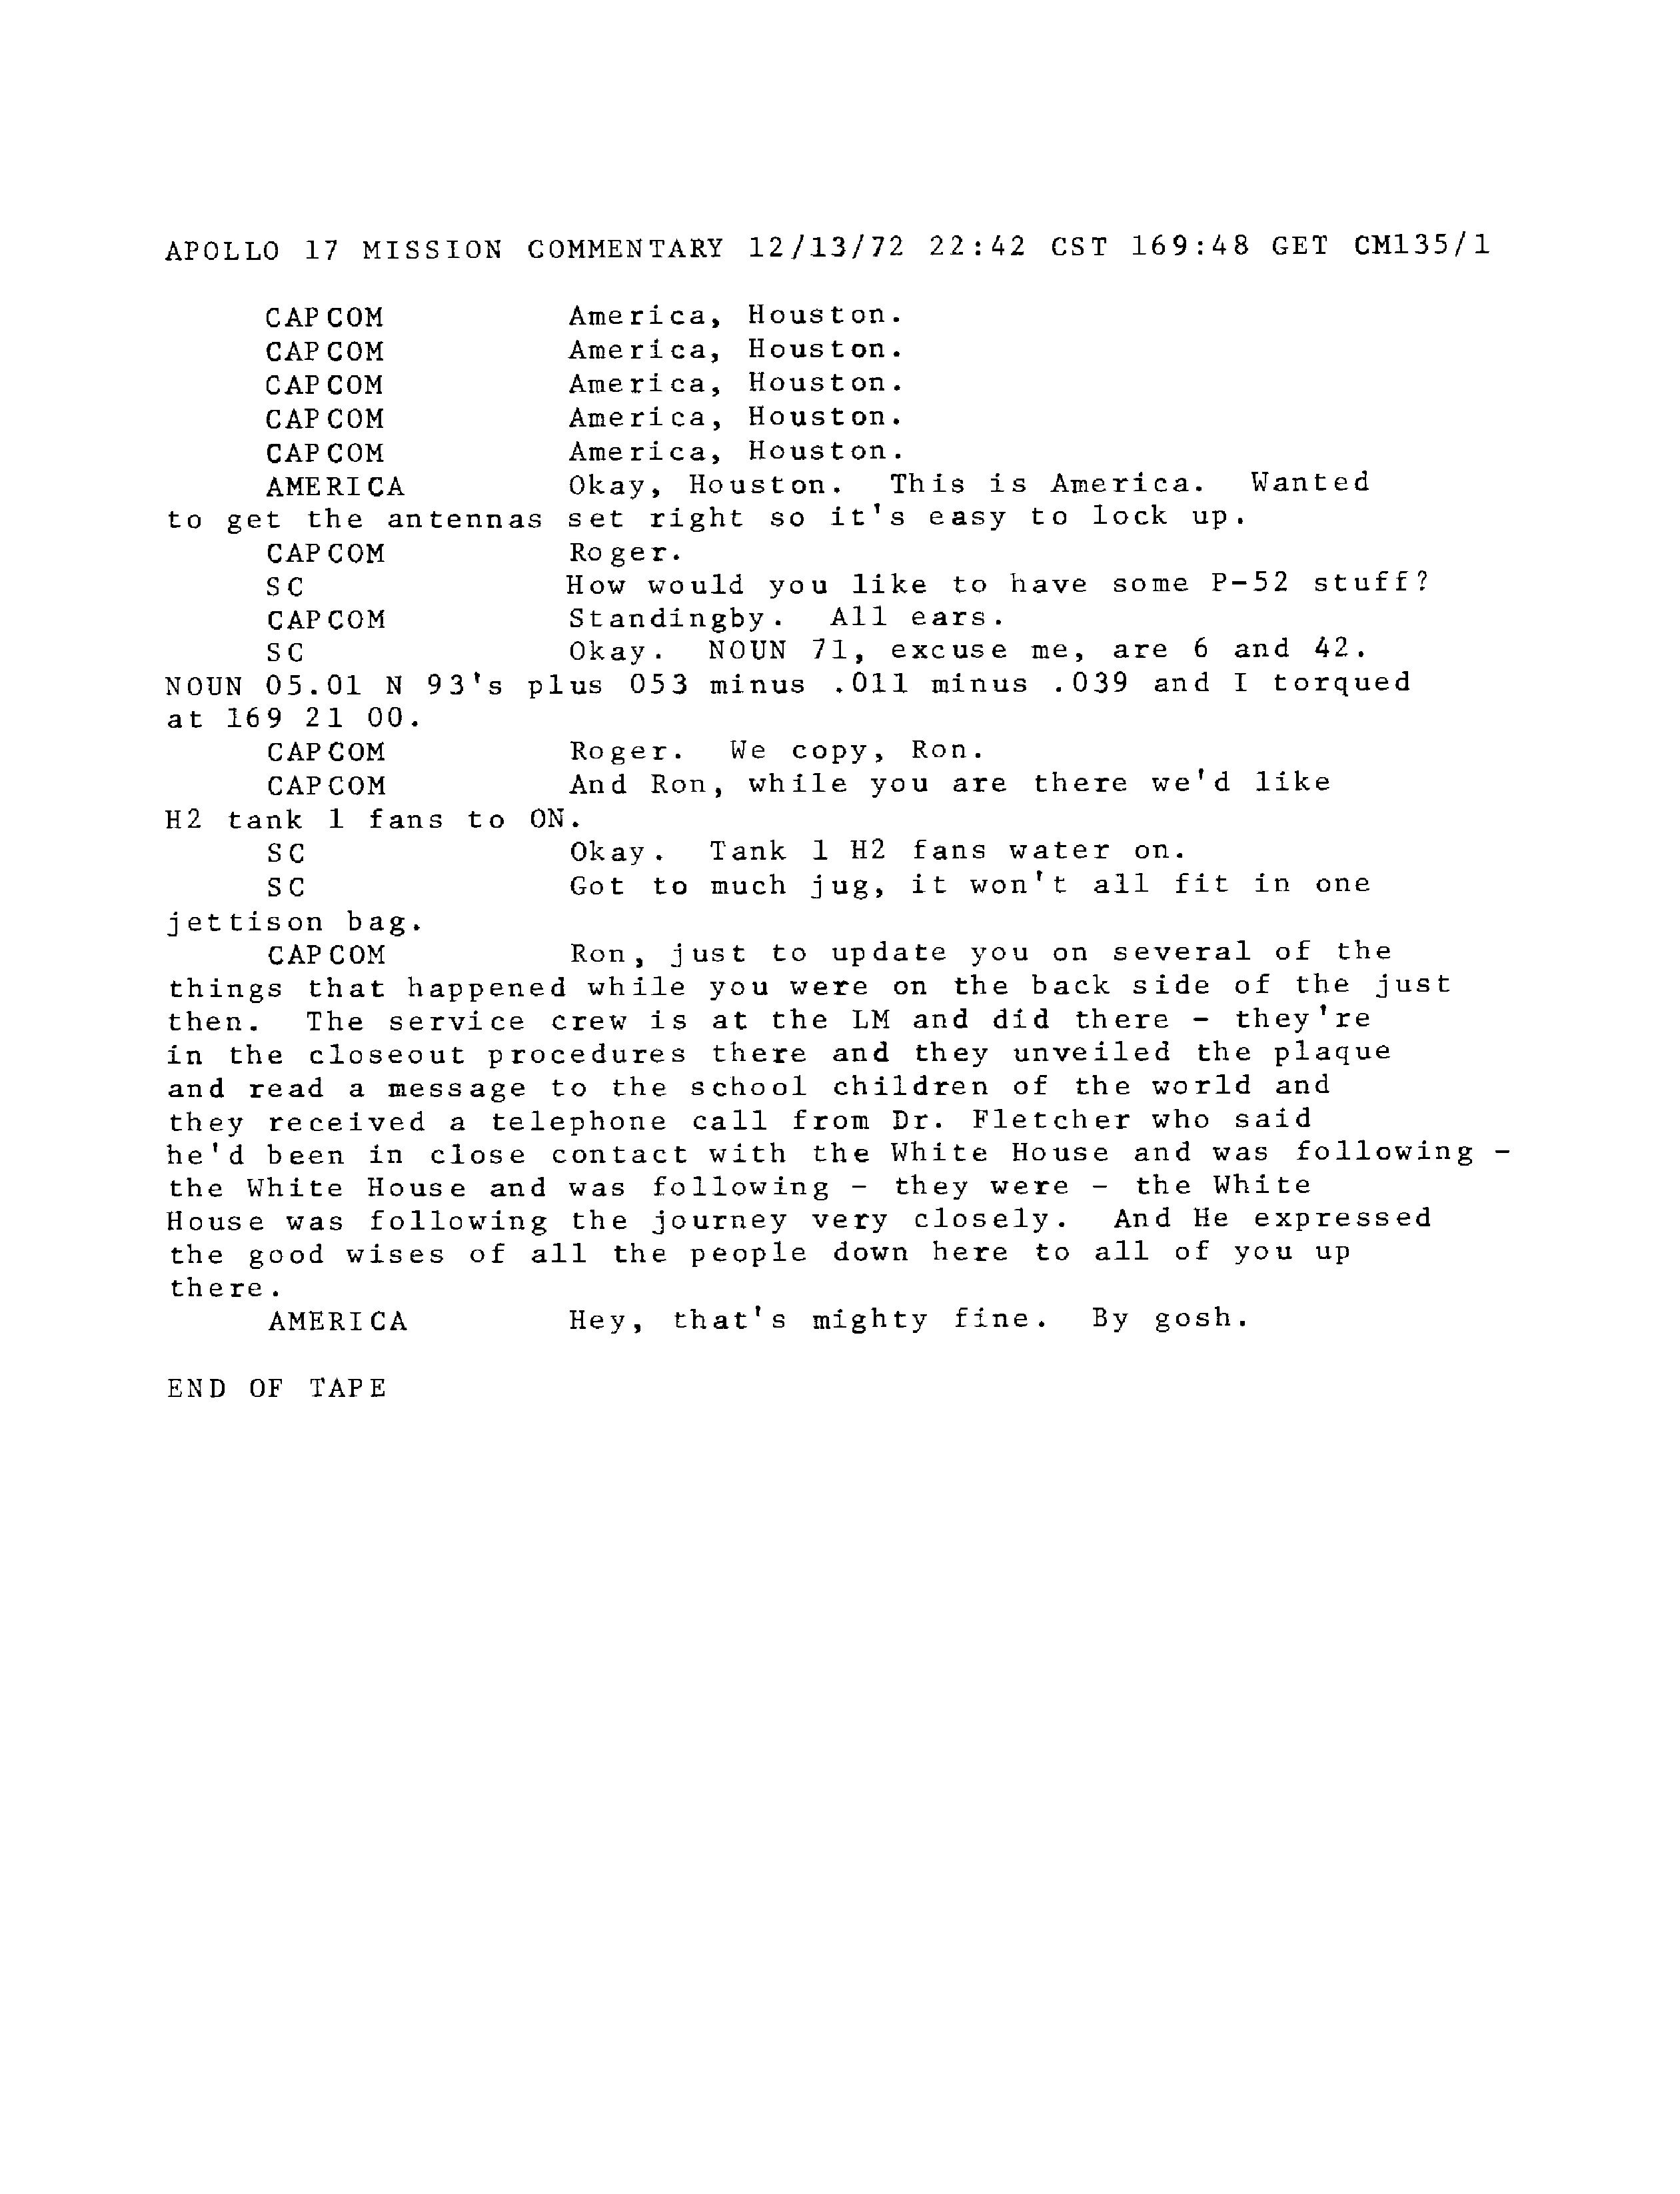 APOLLO 17 MISSION COMMENTARY 12/13/72 22:42 CST 169:48 GET CM135/1
CAPCOM America, Houston.
CAPCOM America, Houston.
CAPCOM America, Houston.
CAPCOM America, Houston.
CAPCOM America, Houston.
AMERICA Okay, Houston. This is America. Wanted
to get the antennas set right so it's easy to lock up.
CAPCOM Roger.
SC How would you like to have some P-52 stuff?
CAPCOM Standingby. All ears.
SC Okay. NOUN 71, excuse me, are 6 and 42.
NOUN 05.01 N 93's plus 053 minus .011 minus .039 and I torqued
at 169 21 00.
CAPCOM Roger. We copy, Ron.
CAPCOM And Ron, while you are there we'd like
H2 tank 1 fans to ON.
SC Okay. Tank 1 H2 fans water on.
SC Got to much jug, it won't all fit in one
jettison bag.
CAPCOM Ron, just to update you on several of the
things that happened while you were on the back side of the just
then. The service crew is at the LM and did there - they're
in the closeout procedures there and they unveiled the plaque
and read a message to the school children of the world and
they received a telephone call from Dr. Fletcher who said
he'd been in close contact with the White House and was following -
the White House and was following - they were - the White
House was following the journey very closely. And He expressed
the good wises of all the people down here to all of you up
there.
AMERICA Hey, that's mighty fine. By gosh.
END OF TAPE